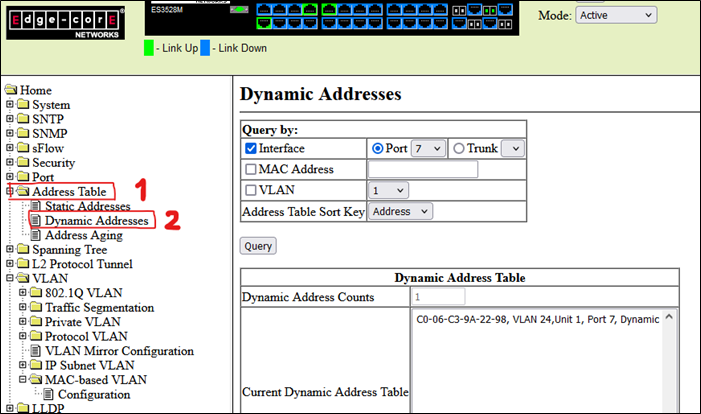 Edge-corE
NETWORKS
ES3528M
- Link Up - Link Down
Mode: Active
Home
System
SNTP
SNMP
sFlow
Security
Port
Address Table 1
Static Addresses
Dynamic Addresses 2
Address Aging
Spanning Tree
L2 Protocol Tunnel
VLAN
802.1Q VLAN
Traffic Segmentation
Private VLAN
Protocol VLAN
VLAN Mirror Configuration
IP Subnet VLAN
MAC-based VLAN
Configuration
LLDP
Dynamic Addresses
Query by:
Interface Port 7 Trunk
MAC Address
VLAN 1
Address Table Sort Key Address
Query
Dynamic Address Table
Dynamic Address Counts 1
Current Dynamic Address Table C0-06-C3-9A-22-98, VLAN 24,Unit 1, Port 7, Dynamic